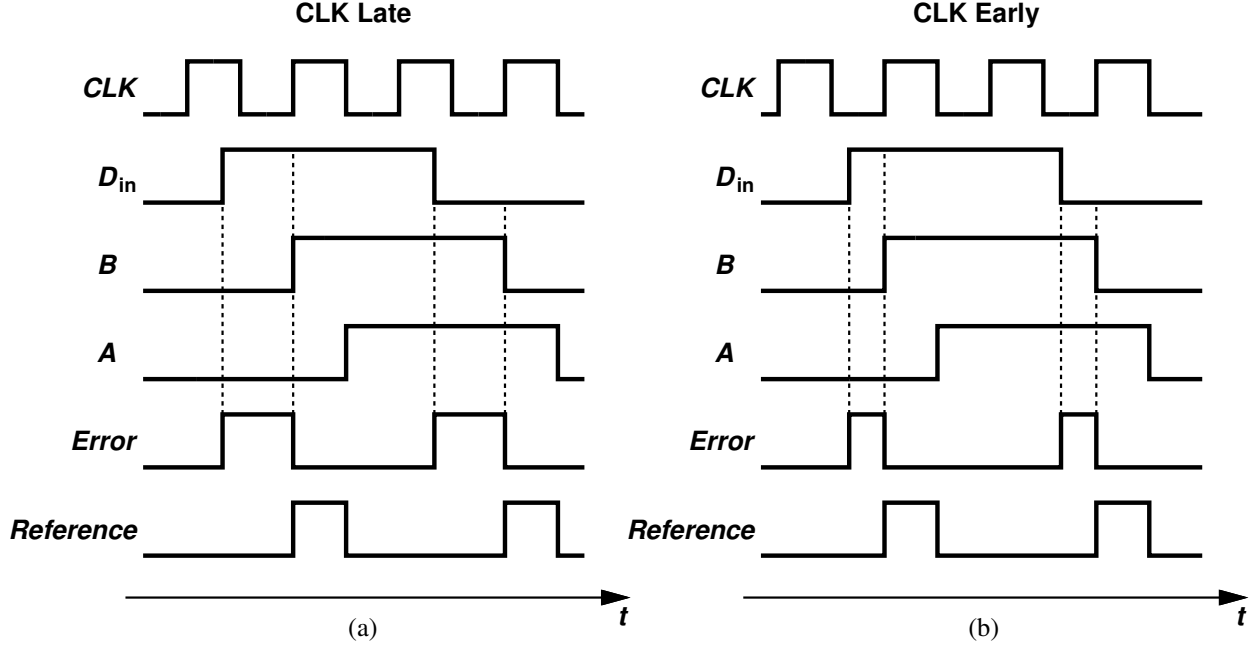 CLK Late
CLK
Din
B
A
Error
Reference
t
(a)
CLK Early
CLK
Din
B
A
Error
Reference
t
(b)